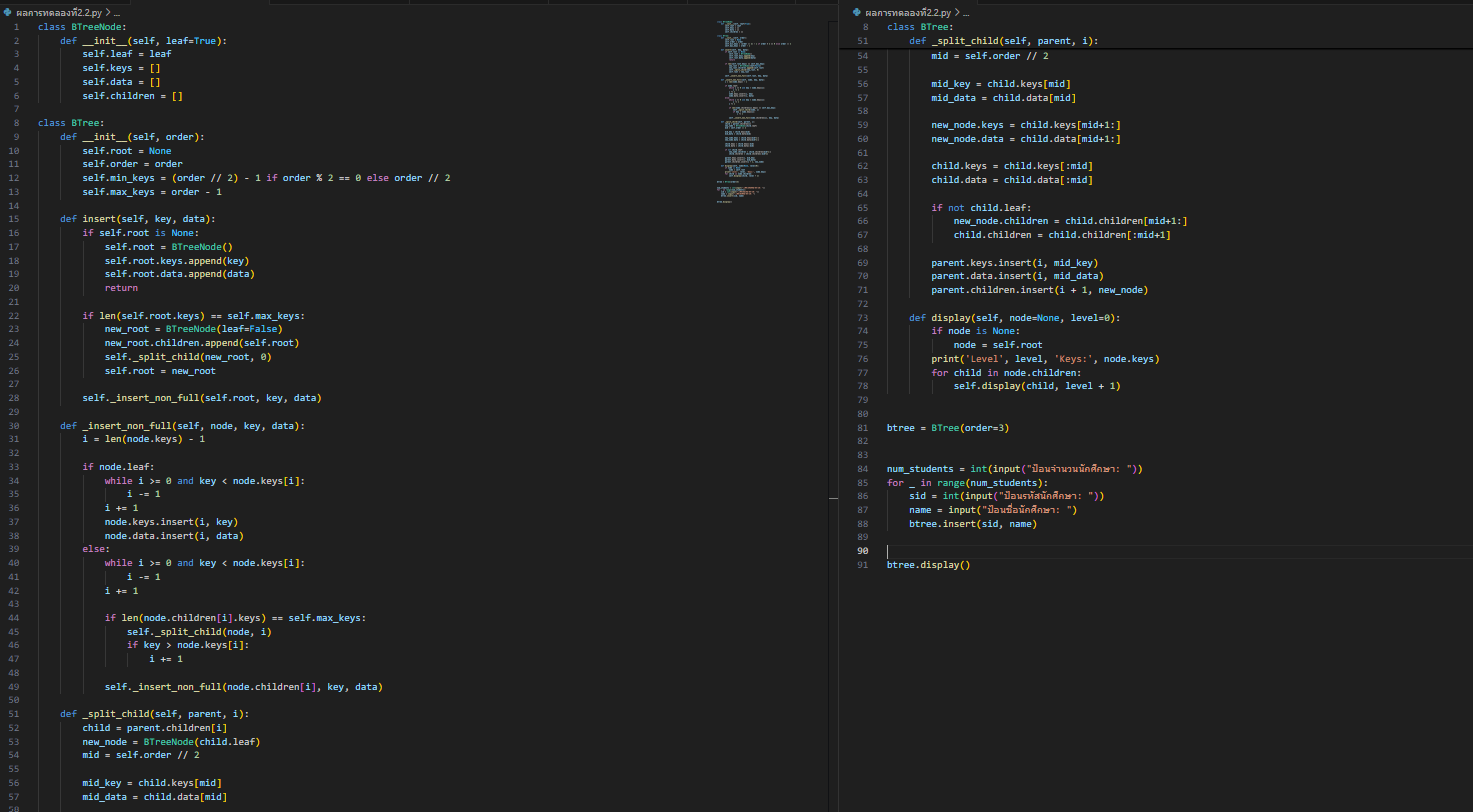 ผลการทดลองที่2.2.py > ...
1 class BTreeNode:
2     def __init__(self, leaf=True):
3         self.leaf = leaf
4         self.keys = []
5         self.data = []
6         self.children = []
7
8 class BTree:
9     def __init__(self, order):
10         self.root = None
11         self.order = order
12         self.min_keys = (order // 2) - 1 if order % 2 == 0 else order // 2
13         self.max_keys = order - 1
14
15     def insert(self, key, data):
16         if self.root is None:
17             self.root = BTreeNode()
18             self.root.keys.append(key)
19             self.root.data.append(data)
20             return
21
22         if len(self.root.keys) == self.max_keys:
23             new_root = BTreeNode(leaf=False)
24             new_root.children.append(self.root)
25             self._split_child(new_root, 0)
26             self.root = new_root
27
28         self._insert_non_full(self.root, key, data)
29
30     def _insert_non_full(self, node, key, data):
31         i = len(node.keys) - 1
32
33         if node.leaf:
34             while i >= 0 and key < node.keys[i]:
35                 i -= 1
36             i += 1
37             node.keys.insert(i, key)
38             node.data.insert(i, data)
39         else:
40             while i >= 0 and key < node.keys[i]:
41                 i -= 1
42             i += 1
43
44             if len(node.children[i].keys) == self.max_keys:
45                 self._split_child(node, i)
46                 if key > node.keys[i]:
47                     i += 1
48
49             self._insert_non_full(node.children[i], key, data)
50
51     def _split_child(self, parent, i):
52         child = parent.children[i]
53         new_node = BTreeNode(child.leaf)
54         mid = self.order // 2
55
56         mid_key = child.keys[mid]
57         mid_data = child.data[mid]
58
ผลการทดลองที่2.2.py > ...
8 class BTree:
51     def _split_child(self, parent, i):
54         mid = self.order // 2
55
56         mid_key = child.keys[mid]
57         mid_data = child.data[mid]
58
59         new_node.keys = child.keys[mid+1:]
60         new_node.data = child.data[mid+1:]
61
62         child.keys = child.keys[:mid]
63         child.data = child.data[:mid]
64
65         if not child.leaf:
66             new_node.children = child.children[mid+1:]
67             child.children = child.children[:mid+1]
68
69         parent.keys.insert(i, mid_key)
70         parent.data.insert(i, mid_data)
71         parent.children.insert(i + 1, new_node)
72
73     def display(self, node=None, level=0):
74         if node is None:
75             node = self.root
76         print('Level', level, 'Keys:', node.keys)
77         for child in node.children:
78             self.display(child, level + 1)
79
80
81 btree = BTree(order=3)
82
83
84 num_students = int(input("ป้อนจำนวนนักศึกษา: "))
85 for _ in range(num_students):
86     sid = int(input("ป้อนรหัสนักศึกษา: "))
87     name = input("ป้อนชื่อนักศึกษา: ")
88     btree.insert(sid, name)
89
90
91 btree.display()